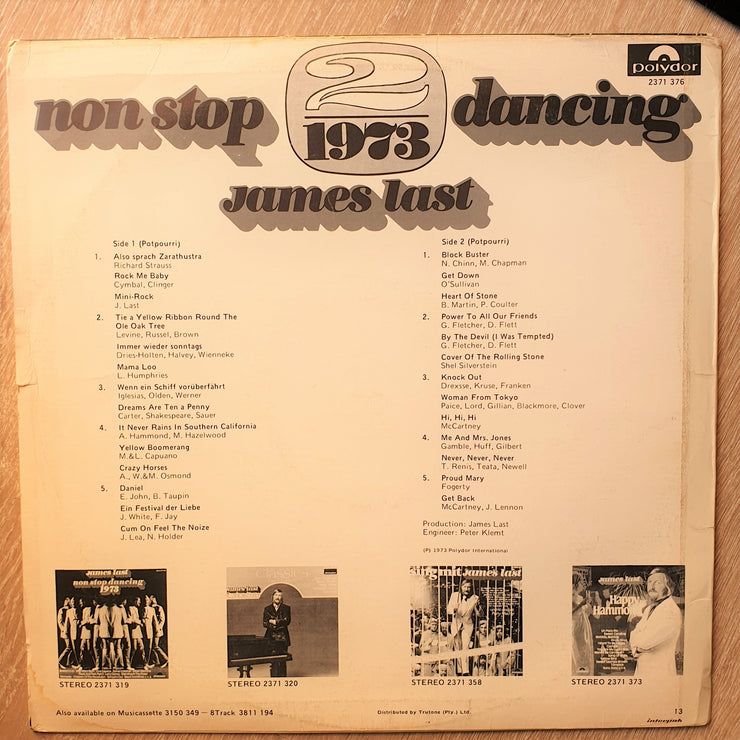 polydor
2371 376
non stop 2 dancing
1973
james last
Side 1 (Potpourri)
1. Also sprach Zarathustra
Richard Strauss
Rock Me Baby
Cymbal, Clinger
Mini-Rock
J. Last
2. Tie a Yellow Ribbon Round The
Ole Oak Tree
Levine, Russel, Brown
Immer wieder sonntags
Dries-Holten, Halvey, Wienneke
Mama Loo
L. Humphries
3. Wenn ein Schiff vorüberfährt
Iglesias, Olden, Werner
Dreams Are Ten a Penny
Carter, Shakespeare, Sauer
4. It Never Rains In Southern California
A. Hammond, M. Hazelwood
Yellow Boomerang
M.&L. Capuano
Crazy Horses
A., W.&M. Osmond
5. Daniel
E. John, B. Taupin
Ein Festival der Liebe
J. White, F. Jay
Cum On Feel The Noize
J. Lea, N. Holder
Side 2 (Potpourri)
1. Block Buster
N. Chinn, M. Chapman
Get Down
O'Sullivan
Heart Of Stone
B. Martin, P. Coulter
2. Power To All Our Friends
G. Fletcher, D. Flett
By The Devil (I Was Tempted)
G. Fletcher, D. Flett
Cover Of The Rolling Stone
Shel Silverstein
3. Knock Out
Drexsse, Kruse, Franken
Woman From Tokyo
Paice, Lord, Gillian, Blackmore, Clover
Hi, Hi, Hi
McCartney
4. Me And Mrs. Jones
Gamble, Huff, Gilbert
Never, Never, Never
T. Renis, Teata, Newell
5. Proud Mary
Fogerty
Get Back
McCartney, J. Lennon
Production: James Last
Engineer: Peter Klemt
(P) 1973 Polydor International
james last
non stop dancing
1973
STEREO 2371 319
james last
STEREO 2371 320
sing mit james last
STEREO 2371 358
james last
Happy
Hammond
STEREO 2371 373
Also available on Musicassette 3150 349 — 8Track 3811 194
Distributed by Trutone (Pty.) Ltd.
13
interpak